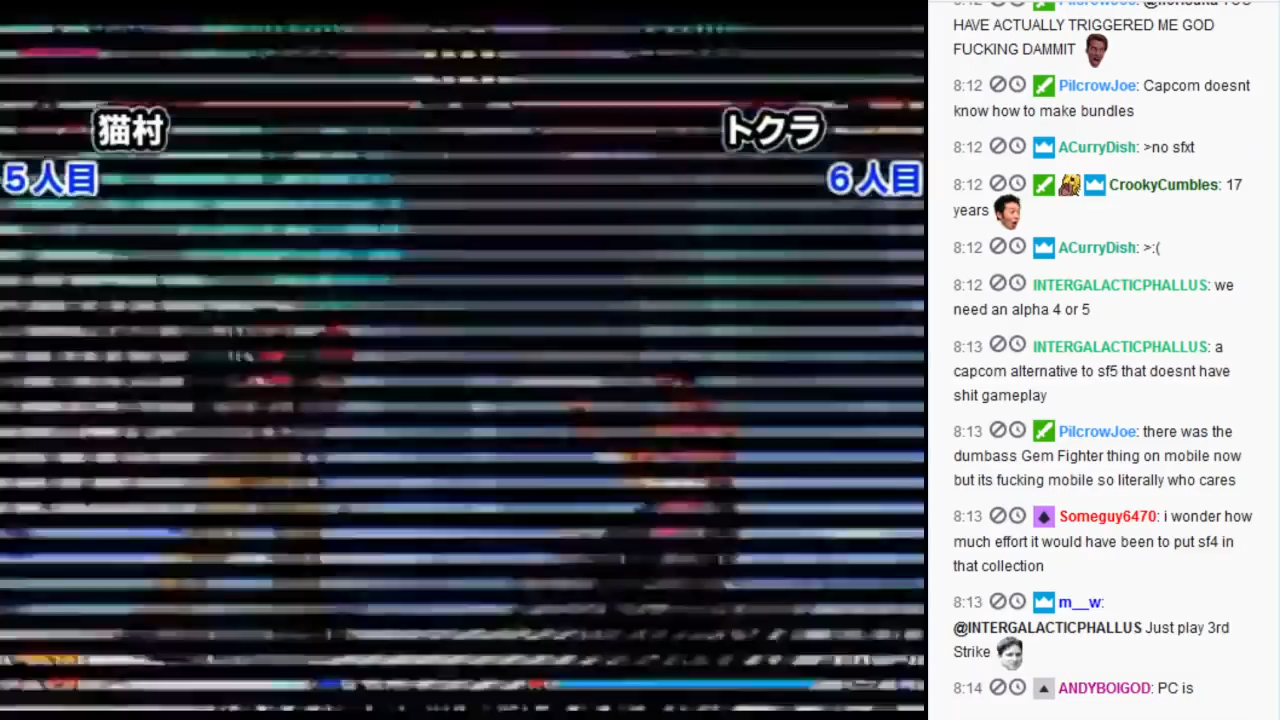 猫村
トクラ
5人目
6人目
HAVE ACTUALLY TRIGGERED ME GOD
FUCKING DAMMIT
8:12 PilcrowJoe: Capcom doesnt
know how to make bundles
8:12 ACurryDish: >no sfxt
8:12 CrookyCumbles: 17
years
8:12 ACurryDish: >:(
8:12 INTERGALACTICPHALLUS: we
need an alpha 4 or 5
8:13 INTERGALACTICPHALLUS: a
capcom alternative to sf5 that doesnt have
shit gameplay
8:13 PilcrowJoe: there was the
dumbass Gem Fighter thing on mobile now
but its fucking mobile so literally who cares
8:13 Someguy6470: i wonder how
much effort it would have been to put sf4 in
that collection
8:13 m__w:
@INTERGALACTICPHALLUS Just play 3rd
Strike
8:14 ANDYBOIGOD: PC is